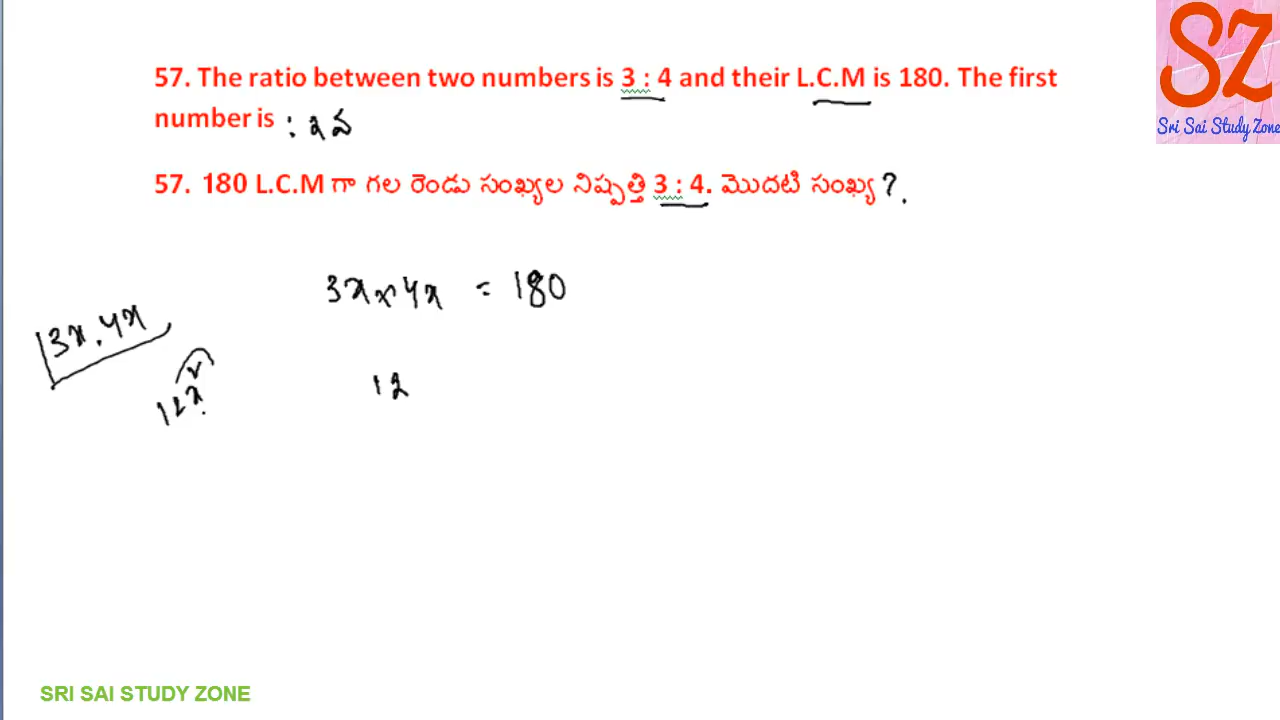 57. The ratio between two numbers is 3 : 4 and their L.C.M is 180. The first
number is :
57. 180 L.C.M గా గల రెండు సంఖ్యల నిష్పత్తి 3 : 4. మొదటి సంఖ్య ?.
3x × 4x = 180
3x, 4x
12x
12
SZ
Sri Sai Study Zone
SRI SAI STUDY ZONE